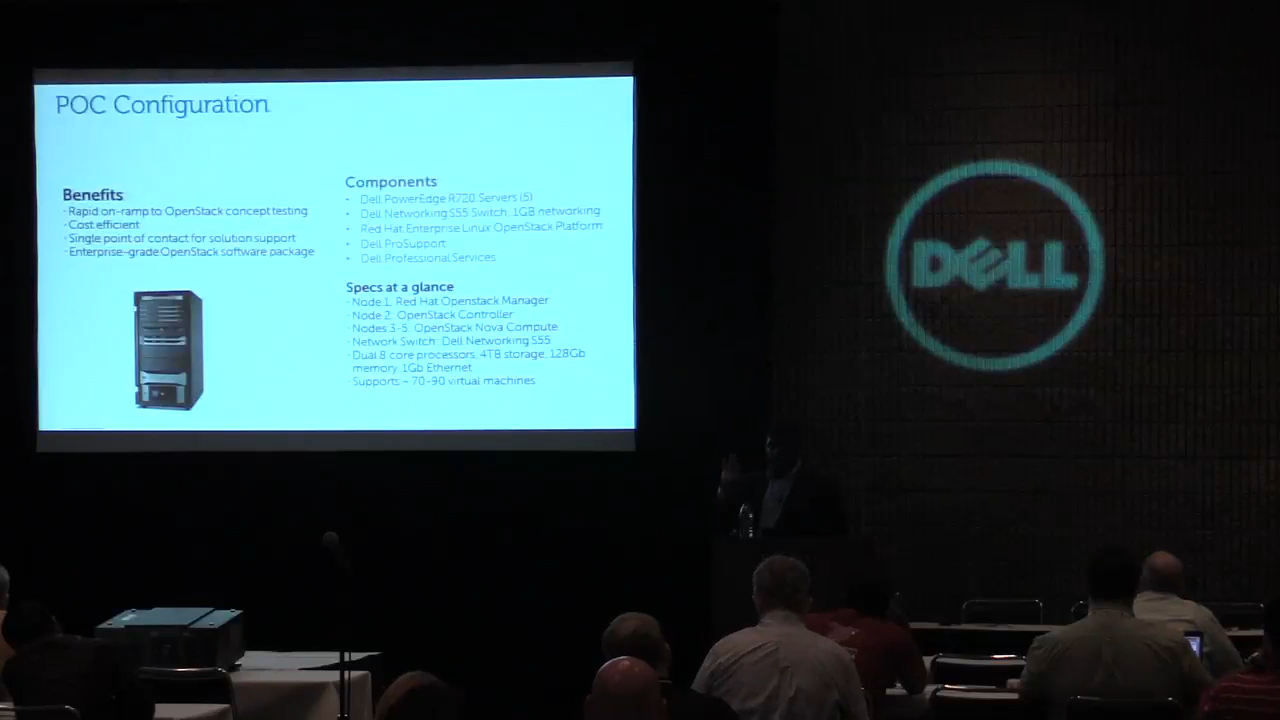 POC Configuration
Benefits
· Rapid on-ramp to OpenStack concept testing
· Cost efficient
· Single point of contact for solution support
· Enterprise-grade OpenStack software package
Components
• Dell PowerEdge R720 Servers (5)
• Dell Networking S55 Switch, 1GB networking
• Red Hat Enterprise Linux OpenStack Platform
• Dell ProSupport
• Dell Professional Services
Specs at a glance
· Node 1: Red Hat Openstack Manager
· Node 2: OpenStack Controller
· Nodes 3-5: OpenStack Nova Compute
· Network Switch: Dell Networking S55
· Dual 8 core processors, 4TB storage, 128Gb
memory, 1Gb Ethernet
· Supports ~ 70-90 virtual machines
DELL